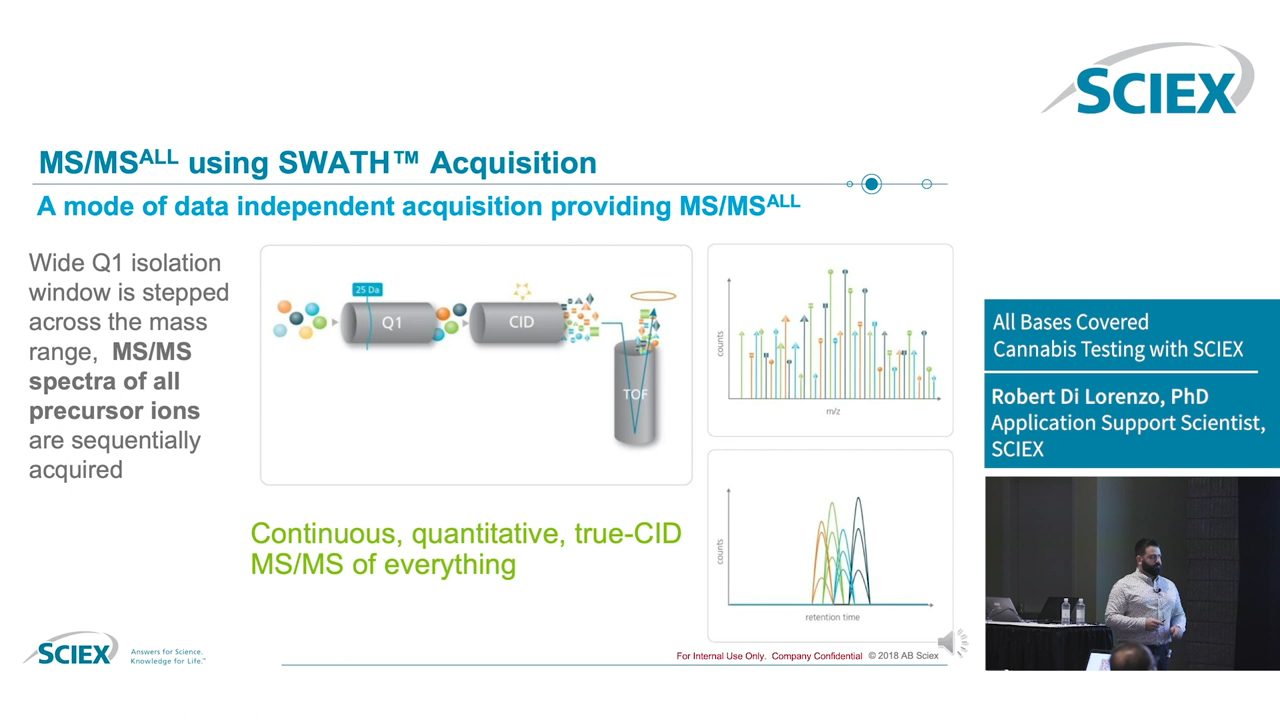 SCIEX
MS/MSALL using SWATH™ Acquisition
A mode of data independent acquisition providing MS/MSALL
Wide Q1 isolation
window is stepped
across the mass
range, MS/MS
spectra of all
precursor ions
are sequentially
acquired
25 Da
Q1
CID
TOF
counts
m/z
counts
retention time
Continuous, quantitative, true-CID
MS/MS of everything
All Bases Covered
Cannabis Testing with SCIEX
Robert Di Lorenzo, PhD
Application Support Scientist,
SCIEX
SCIEX
Answers for Science.
Knowledge for Life.™
For Internal Use Only. Company Confidential © 2018 AB Sciex